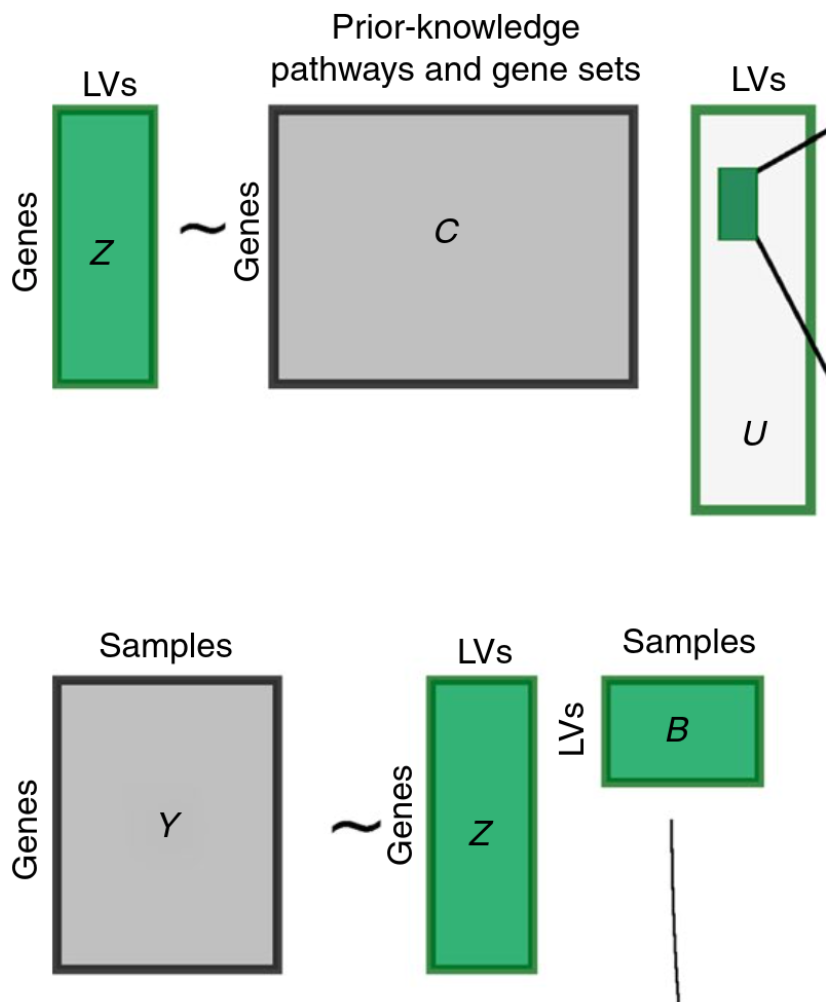 Prior-knowledge
pathways and gene sets
LVs
LVs
Genes
Z
~
Genes
C
U
Samples
LVs
Samples
Genes
Y
~
Genes
Z
LVs
B